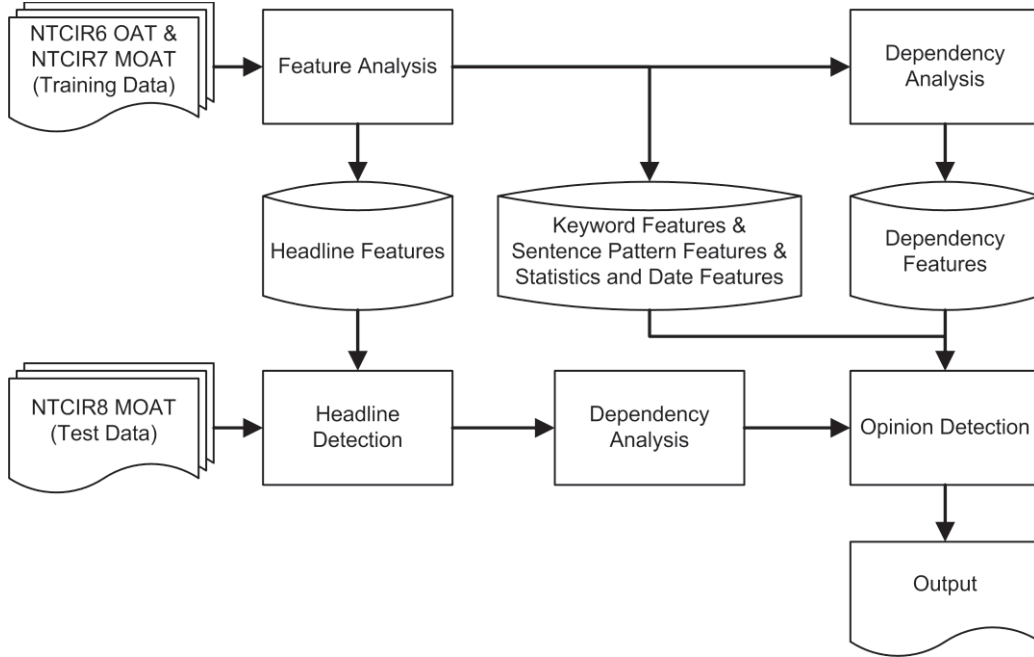 NTCIR6 OAT &
NTCIR7 MOAT
(Training Data)
Feature Analysis
Dependency
Analysis
Headline Features
Keyword Features &
Sentence Pattern Features &
Statistics and Date Features
Dependency
Features
NTCIR8 MOAT
(Test Data)
Headline
Detection
Dependency
Analysis
Opinion Detection
Output